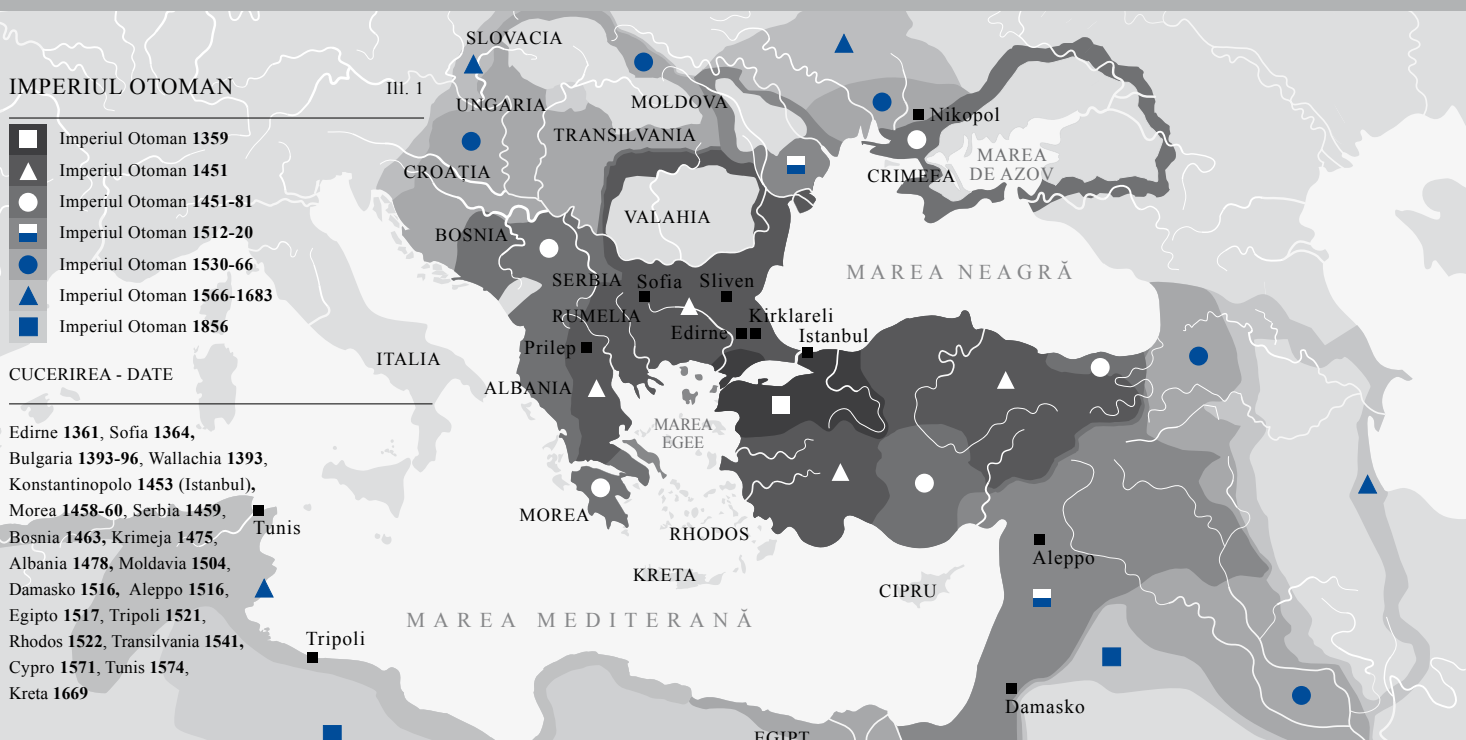 IMPERIUL OTOMAN
Ill. 1
Imperiul Otoman 1359
Imperiul Otoman 1451
Imperiul Otoman 1451-81
Imperiul Otoman 1512-20
Imperiul Otoman 1530-66
Imperiul Otoman 1566-1683
Imperiul Otoman 1856
CUCERIREA - DATE
Edirne 1361, Sofia 1364,
Bulgaria 1393-96, Wallachia 1393,
Konstantinopolo 1453 (Istanbul),
Morea 1458-60, Serbia 1459,
Bosnia 1463, Krimeja 1475,
Albania 1478, Moldavia 1504,
Damasko 1516, Aleppo 1516,
Egipto 1517, Tripoli 1521,
Rhodos 1522, Transilvania 1541,
Cypro 1571, Tunis 1574,
Kreta 1669
SLOVACIA
UNGARIA
MOLDOVA
TRANSILVANIA
CROATIA
Nikopol
MAREA
DE AZOV
CRIMEEA
VALAHIA
BOSNIA
MAREA NEAGRĂ
SERBIA
Sofia
Sliven
RUMELIA
Kirklareli
Edirne
Istanbul
Prilep
ITALIA
ALBANIA
MAREA
EGEE
MOREA
RHODOS
Tunis
KRETA
CIPRU
Aleppo
MAREA MEDITERANĂ
Tripoli
Damasko
EGIPT